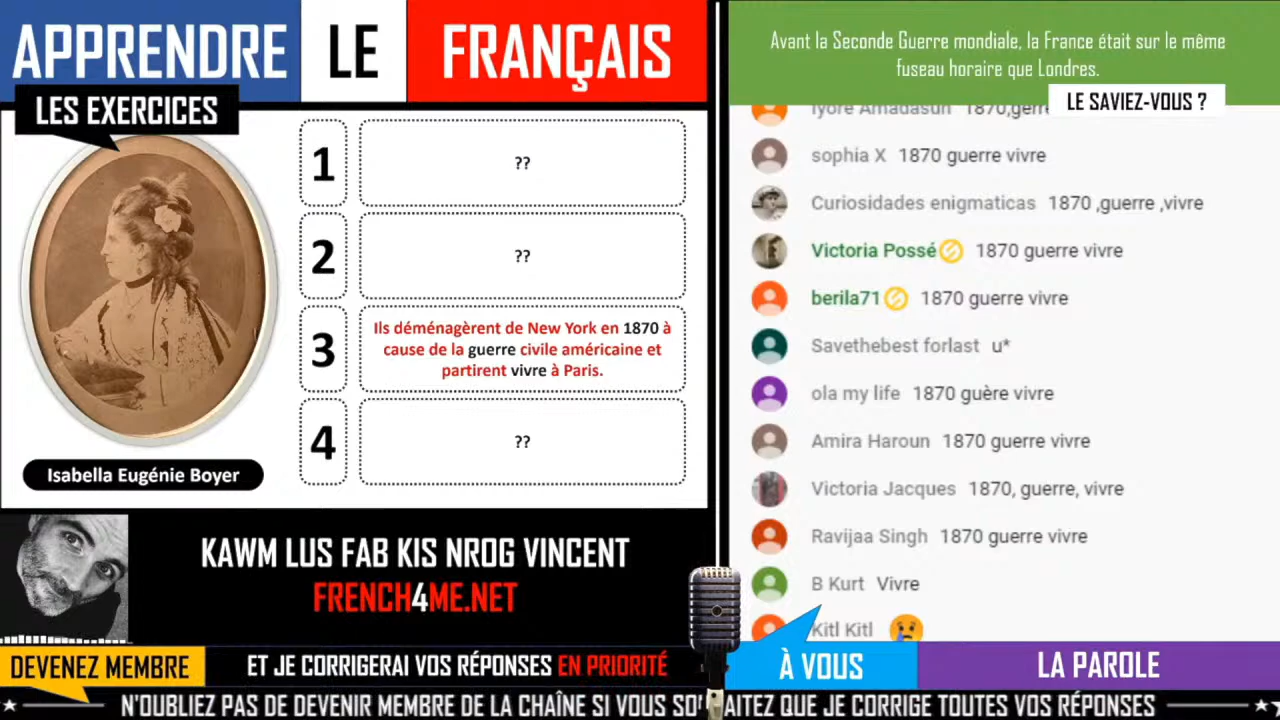 APPRENDRE LE FRANÇAIS
LES EXERCICES
1
??
2
??
3
Ils déménagèrent de New York en 1870 à
cause de la guerre civile américaine et
partirent vivre à Paris.
4
??
Isabella Eugénie Boyer
KAWM LUS FAB KIS NROG VINCENT
FRENCH4ME.NET
DEVENEZ MEMBRE
ET JE CORRIGERAI VOS RÉPONSES EN PRIORITÉ
Avant la Seconde Guerre mondiale, la France était sur le même
fuseau horaire que Londres.
LE SAVIEZ-VOUS ?
Iyore Amadasun
sophia X 1870 guerre vivre
Curiosidades enigmaticas 1870 ,guerre ,vivre
Victoria Possé 1870 guerre vivre
berila71 1870 guerre vivre
Savethebest forlast u*
ola my life 1870 guère vivre
Amira Haroun 1870 guerre vivre
Victoria Jacques 1870, guerre, vivre
Ravijaa Singh 1870 guerre vivre
B Kurt Vivre
Kitl Kitl
À VOUS
LA PAROLE
N'OUBLIEZ PAS DE DEVENIR MEMBRE DE LA CHAÎNE SI VOUS QUE JE CORRIGE TOUTES VOS RÉPONSES